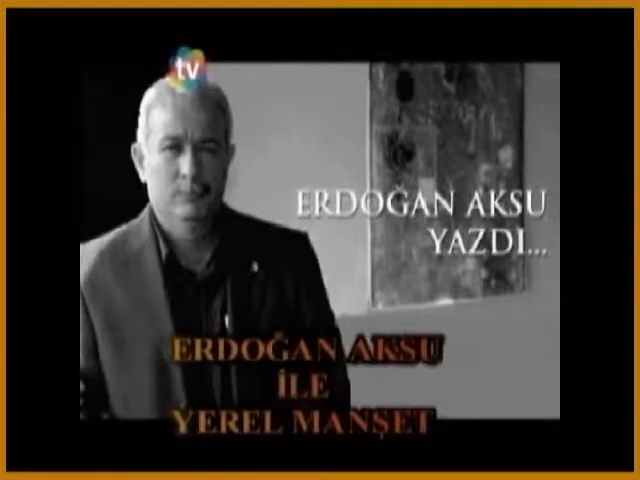 tv
ERDOĞAN AKSU
YAZDI...
ERDOĞAN AKSU
İLE
YEREL MANŞET